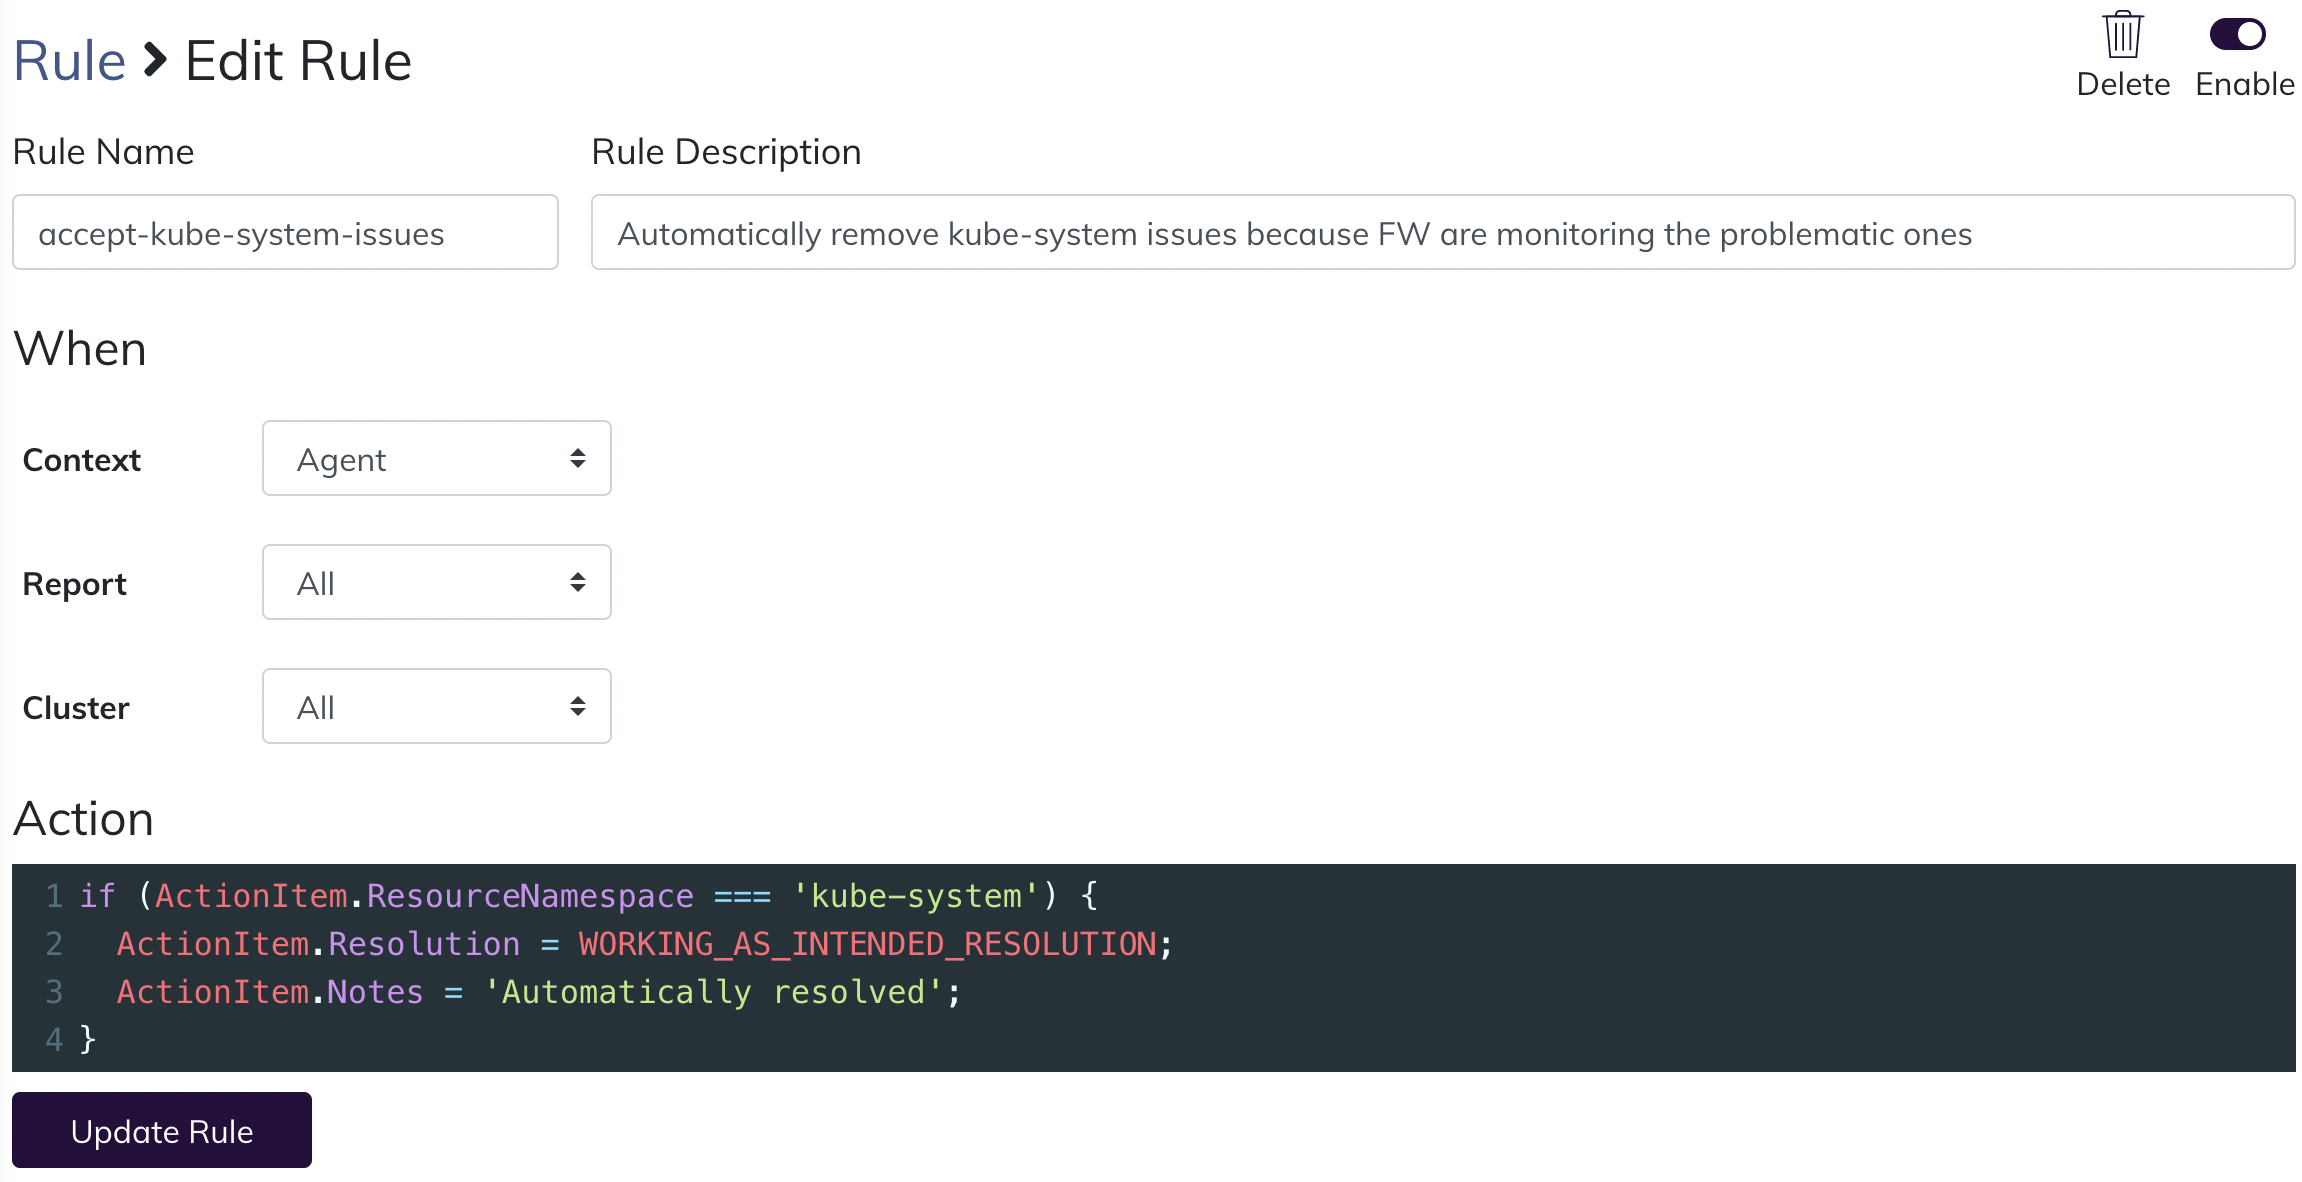 Rule > Edit Rule
Delete Enable
Rule Name
Rule Description
accept-kube-system-issues
Automatically remove kube-system issues because FW are monitoring the problematic ones
When
Context
Agent
Report
All
Cluster
All
Action
1 if (ActionItem.ResourceNamespace === 'kube-system') {
2   ActionItem.Resolution = WORKING_AS_INTENDED_RESOLUTION;
3   ActionItem.Notes = 'Automatically resolved';
4 }
Update Rule